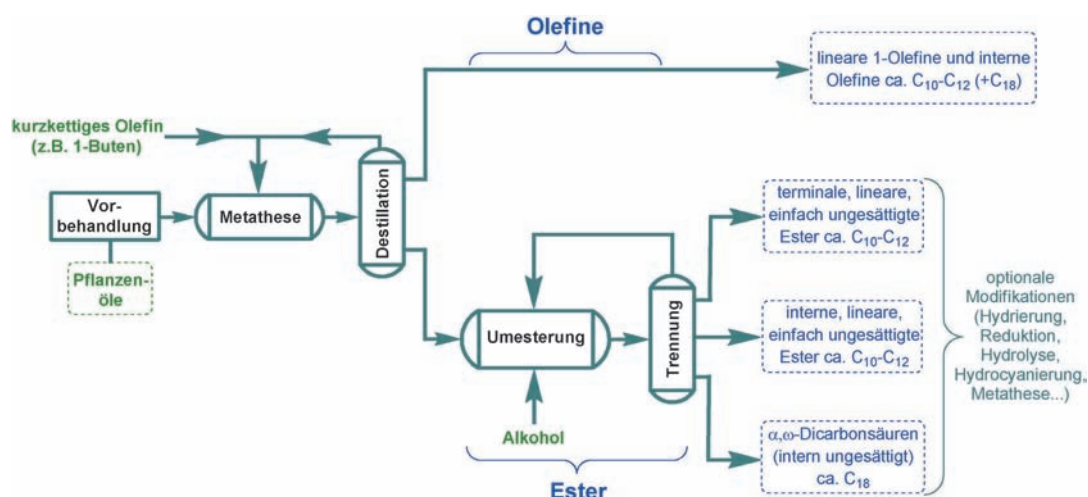 Olefine
lineare 1-Olefine und interne
Olefine ca. C₁₀-C₁₂ (+C₁₈)
kurzkettiges Olefin
(z.B. 1-Buten)
Vor-
behandlung
Metathese
Destillation
Pflanzen-
öle
Umesterung
Trennung
Alkohol
Ester
terminale, lineare,
einfach ungesättigte
Ester ca. C₁₀-C₁₂
interne, lineare,
einfach ungesättigte
Ester ca. C₁₀-C₁₂
α,ω-Dicarbonsäuren
(intern ungesättigt)
ca. C₁₈
optionale
Modifikationen
(Hydrierung,
Reduktion,
Hydrolyse,
Hydrocyanierung,
Metathese...)